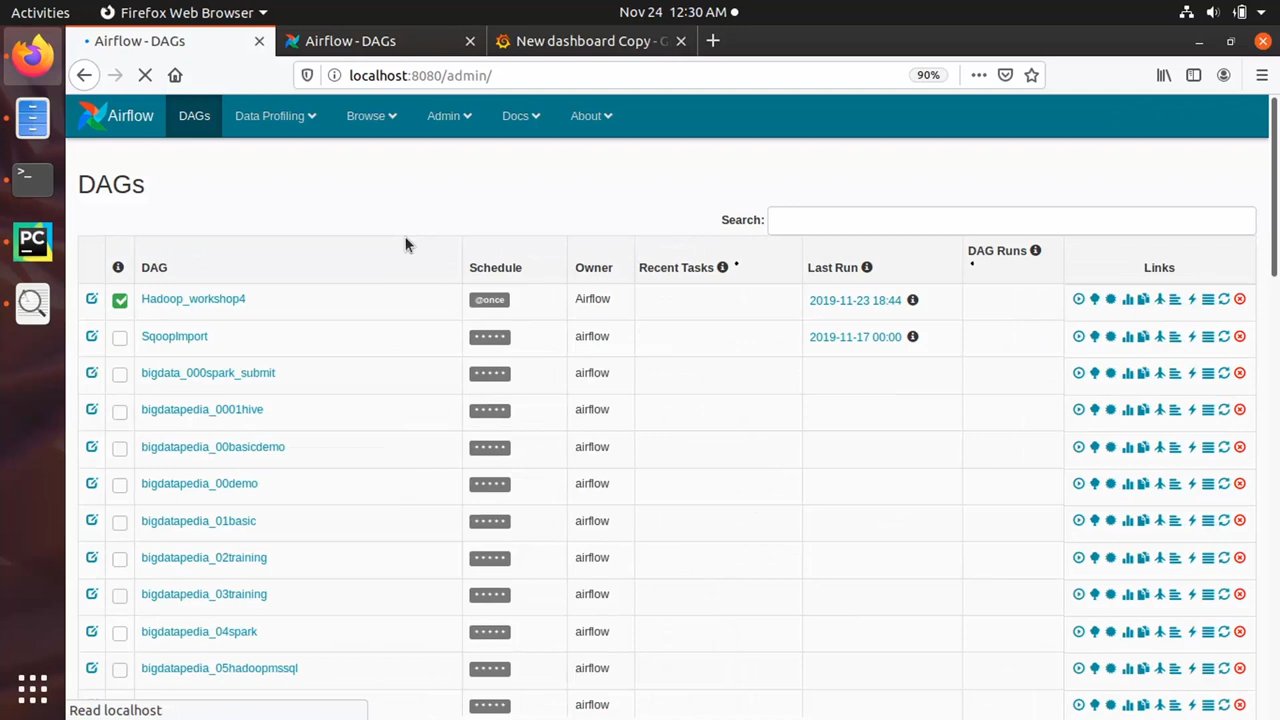 Activities Firefox Web Browser Nov 24 12:30 AM
Airflow - DAGs Airflow - DAGs New dashboard Copy - G
localhost:8080/admin/ 90%
Airflow DAGs Data Profiling Browse Admin Docs About
DAGs
Search:
DAG Schedule Owner Recent Tasks Last Run DAG Runs Links
Hadoop_workshop4 @once Airflow 2019-11-23 18:44
SqoopImport * * * * * airflow 2019-11-17 00:00
bigdata_000spark_submit * * * * * airflow
bigdatapedia_0001hive * * * * * airflow
bigdatapedia_00basicdemo * * * * * airflow
bigdatapedia_00demo * * * * * airflow
bigdatapedia_01basic * * * * * airflow
bigdatapedia_02training * * * * * airflow
bigdatapedia_03training * * * * * airflow
bigdatapedia_04spark * * * * * airflow
bigdatapedia_05hadoopmssql * * * * * airflow
airflow
Read localhost